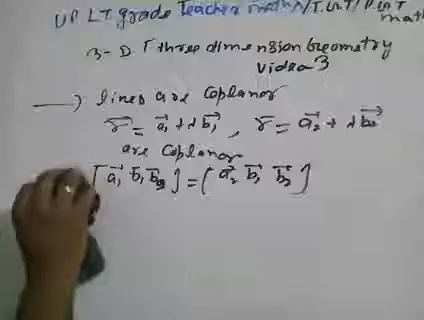 UP LT grade Teacher math / T.G.T / P.G.T math
3-D (three dimension Geometry
Video 3
→ lines are Coplanar
r⃗ = a⃗₁ + λb⃗₁ , r⃗ = a⃗₂ + λb⃗₂
are Coplanar
[a⃗₁ b⃗₁ b⃗₂] = [a⃗₂ b⃗₁ b⃗₂]